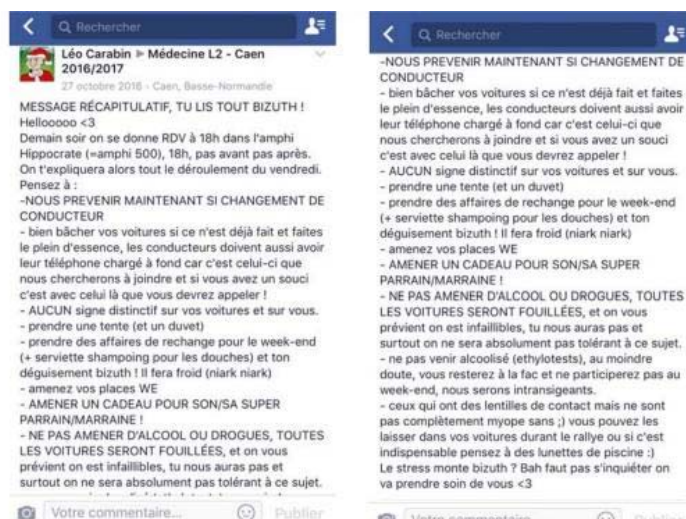 Rechercher
Léo Carabin ▸ Médecine L2 - Caen
2016/2017
27 octobre 2016 - Caen, Basse-Normandie
MESSAGE RÉCAPITULATIF, TU LIS TOUT BIZUTH !
Hellooooo <3
Demain soir on se donne RDV à 18h dans l'amphi
Hippocrate (=amphi 500), 18h, pas avant pas après.
On t'expliquera alors tout le déroulement du vendredi.
Pensez à :
-NOUS PREVENIR MAINTENANT SI CHANGEMENT DE
CONDUCTEUR
- bien bâcher vos voitures si ce n'est déjà fait et faites
le plein d'essence, les conducteurs doivent aussi avoir
leur téléphone chargé à fond car c'est celui-ci que
nous chercherons à joindre et si vous avez un souci
c'est avec celui là que vous devrez appeler !
- AUCUN signe distinctif sur vos voitures et sur vous.
- prendre une tente (et un duvet)
- prendre des affaires de rechange pour le week-end
(+ serviette shampoing pour les douches) et ton
déguisement bizuth ! Il fera froid (niark niark)
- amenez vos places WE
- AMENER UN CADEAU POUR SON/SA SUPER
PARRAIN/MARRAINE !
- NE PAS AMENER D'ALCOOL OU DROGUES, TOUTES
LES VOITURES SERONT FOUILLÉES, et on vous
prévient on est infaillibles, tu nous auras pas et
surtout on ne sera absolument pas tolérant à ce sujet.
Votre commentaire...
Publier
Rechercher
-NOUS PREVENIR MAINTENANT SI CHANGEMENT DE
CONDUCTEUR
- bien bâcher vos voitures si ce n'est déjà fait et faites
le plein d'essence, les conducteurs doivent aussi avoir
leur téléphone chargé à fond car c'est celui-ci que
nous chercherons à joindre et si vous avez un souci
c'est avec celui là que vous devrez appeler !
- AUCUN signe distinctif sur vos voitures et sur vous.
- prendre une tente (et un duvet)
- prendre des affaires de rechange pour le week-end
(+ serviette shampoing pour les douches) et ton
déguisement bizuth ! Il fera froid (niark niark)
- amenez vos places WE
- AMENER UN CADEAU POUR SON/SA SUPER
PARRAIN/MARRAINE !
- NE PAS AMENER D'ALCOOL OU DROGUES, TOUTES
LES VOITURES SERONT FOUILLÉES, et on vous
prévient on est infaillibles, tu nous auras pas et
surtout on ne sera absolument pas tolérant à ce sujet.
- ne pas venir alcoolisé (ethylotests), au moindre
doute, vous resterez à la fac et ne participerez pas au
week-end, nous serons intransigeants.
- ceux qui ont des lentilles de contact mais ne sont
pas complètement myope sans ;) vous pouvez les
laisser dans vos voitures durant le rallye ou si c'est
indispensable pensez à des lunettes de piscine :)
Le stress monte bizuth ? Bah faut pas s'inquiéter on
va prendre soin de vous <3
Votre commentaire...
Publier